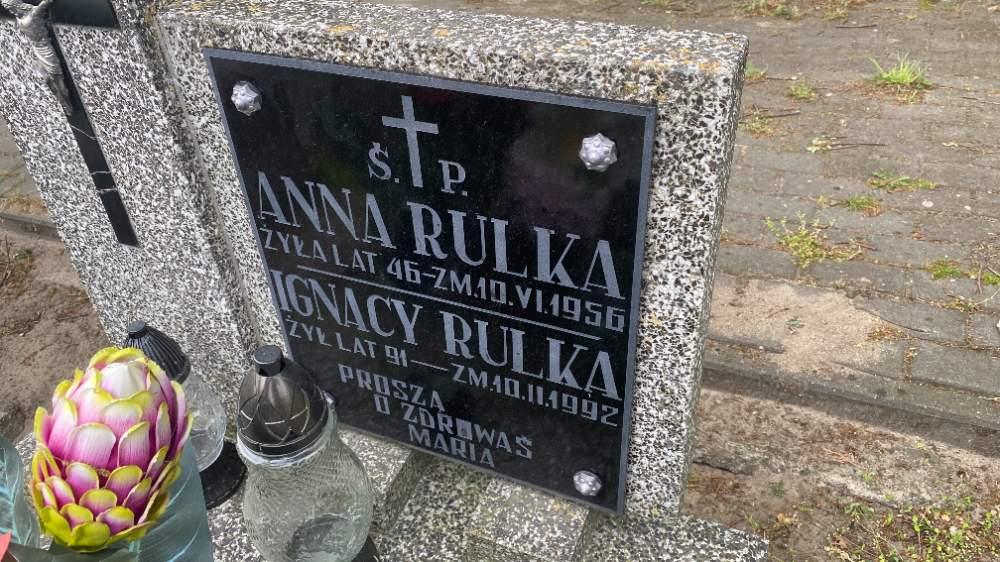 Ś. P.
ANNA RULKA
ŻYŁA LAT 46-ZM.10.VI.1956
IGNACY RULKA
ŻYŁ LAT 91—ZM.10.II.1992
PROSZĄ
O ZDROWAŚ
MARIA